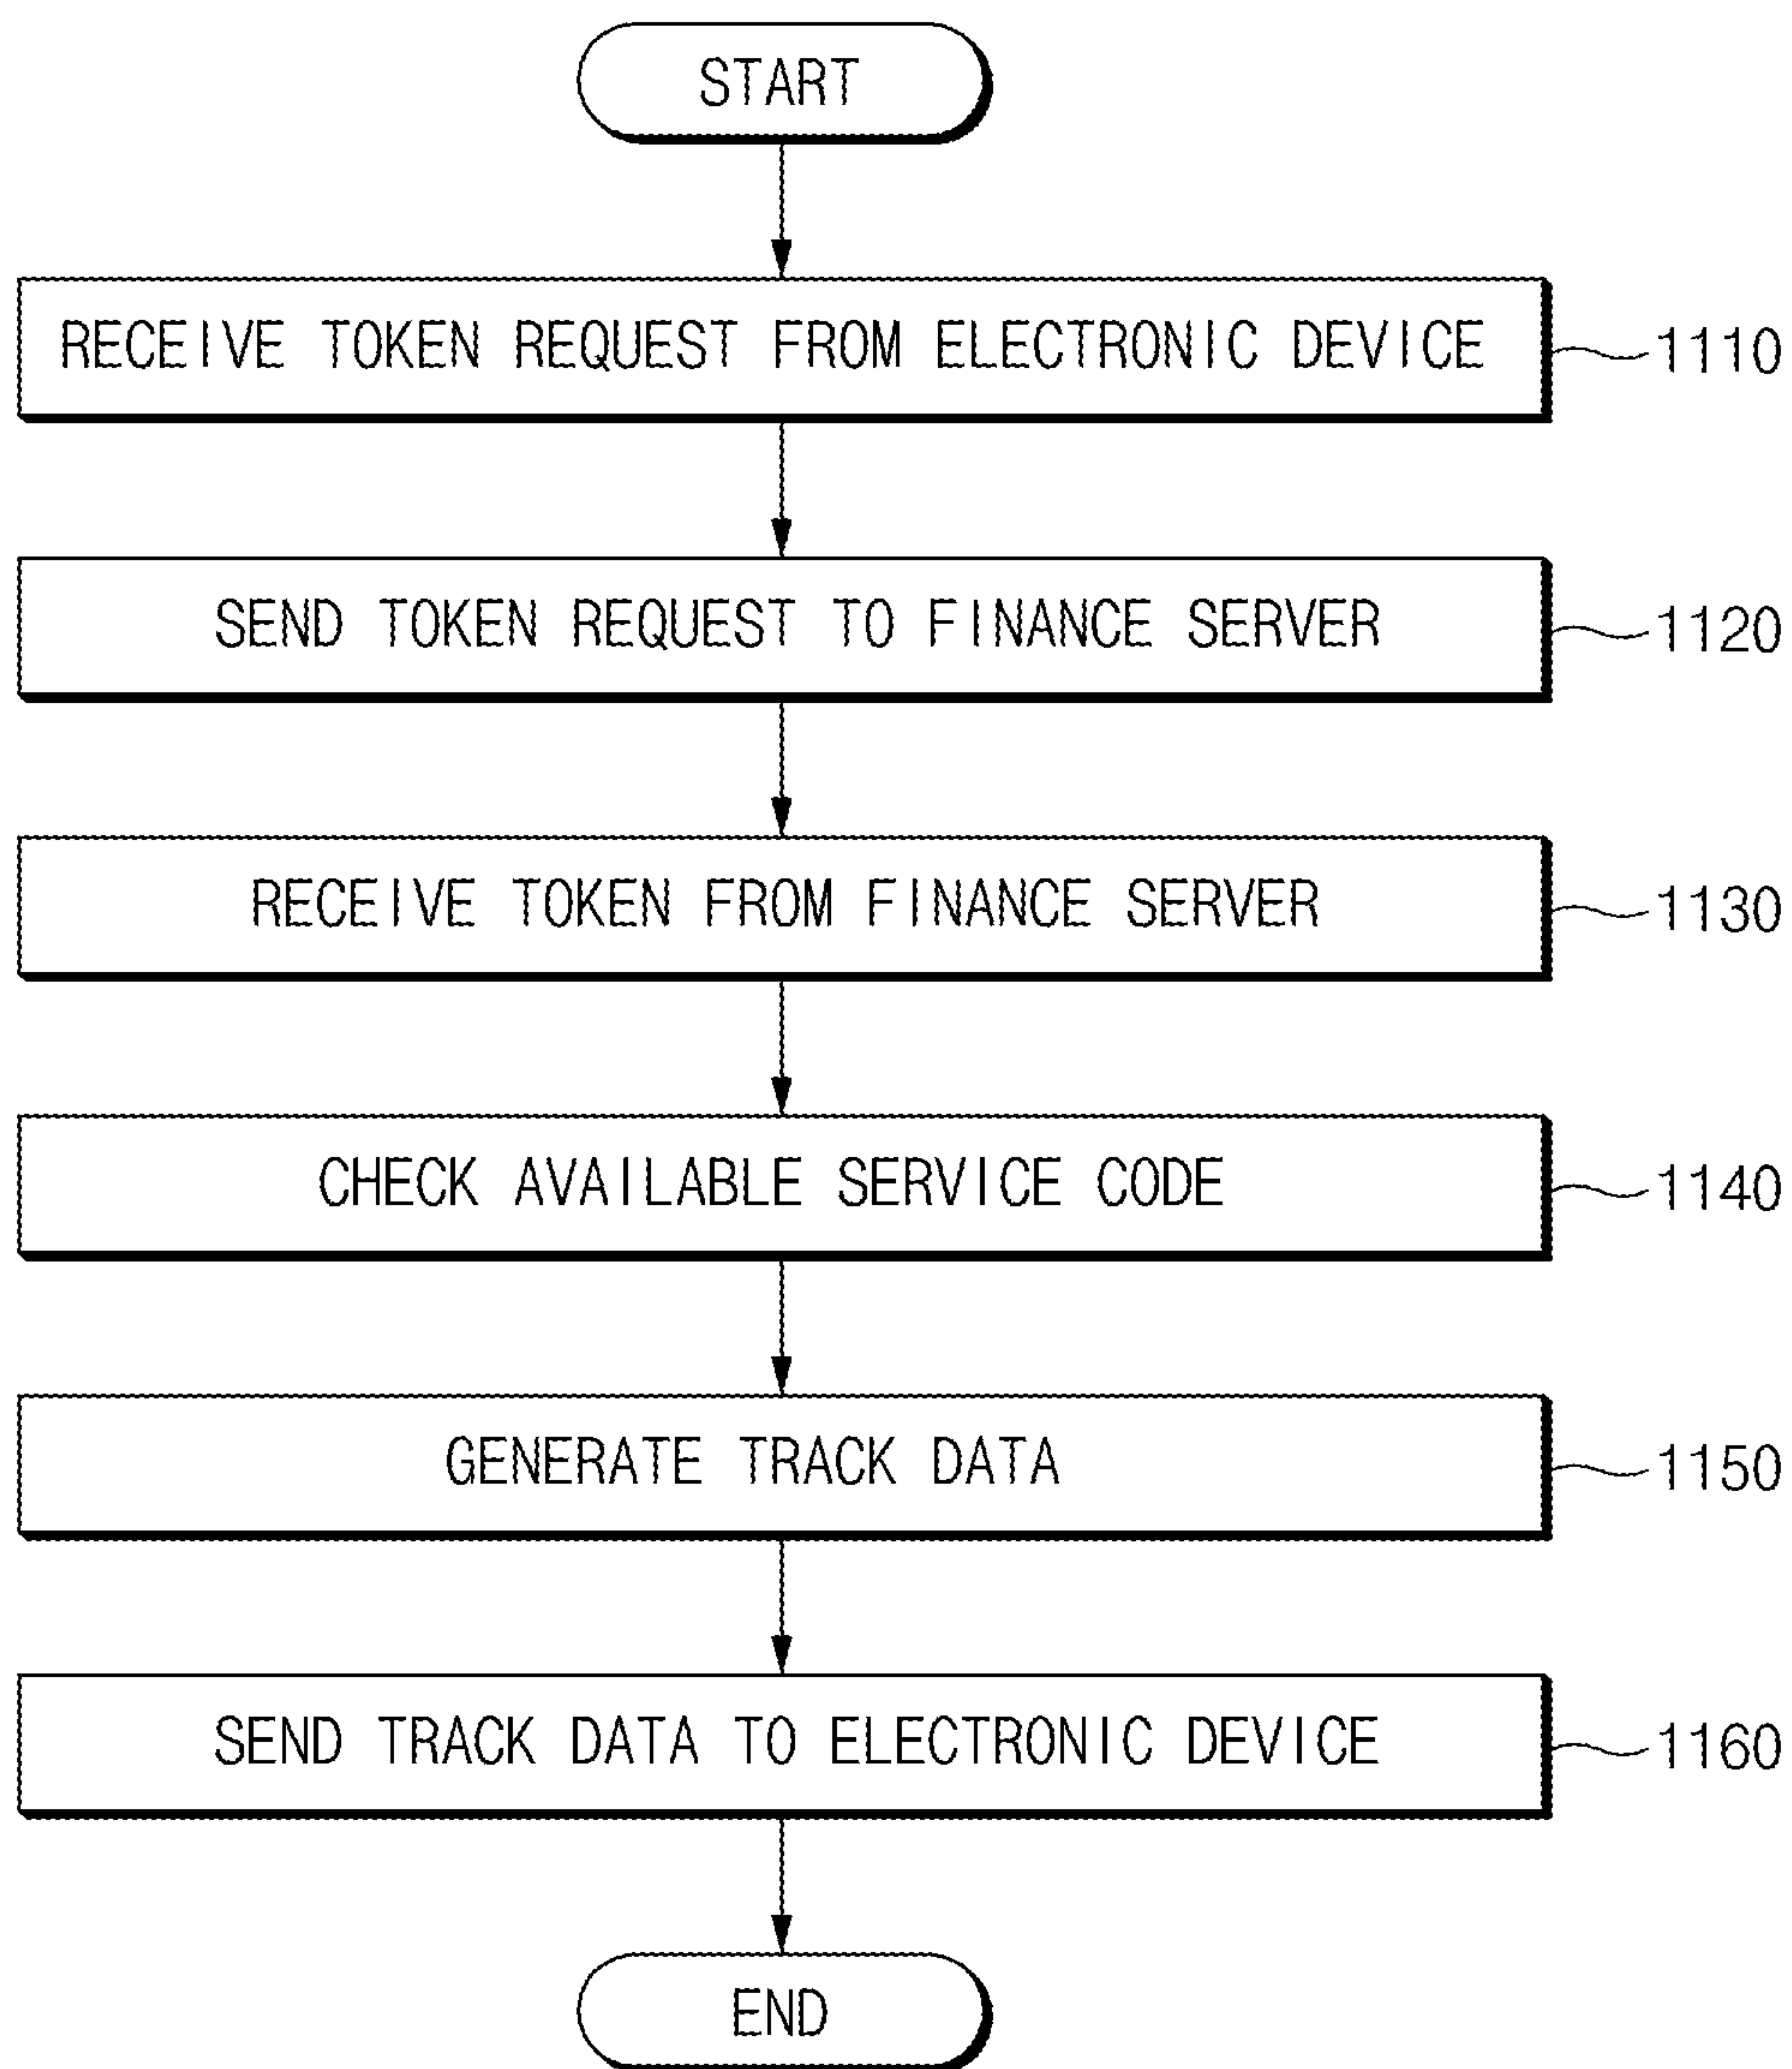 START
RECEIVE TOKEN REQUEST FROM ELECTRONIC DEVICE
1110
SEND TOKEN REQUEST TO FINANCE SERVER
1120
RECEIVE TOKEN FROM FINANCE SERVER
1130
CHECK AVAILABLE SERVICE CODE
1140
GENERATE TRACK DATA
1150
SEND TRACK DATA TO ELECTRONIC DEVICE
1160
END